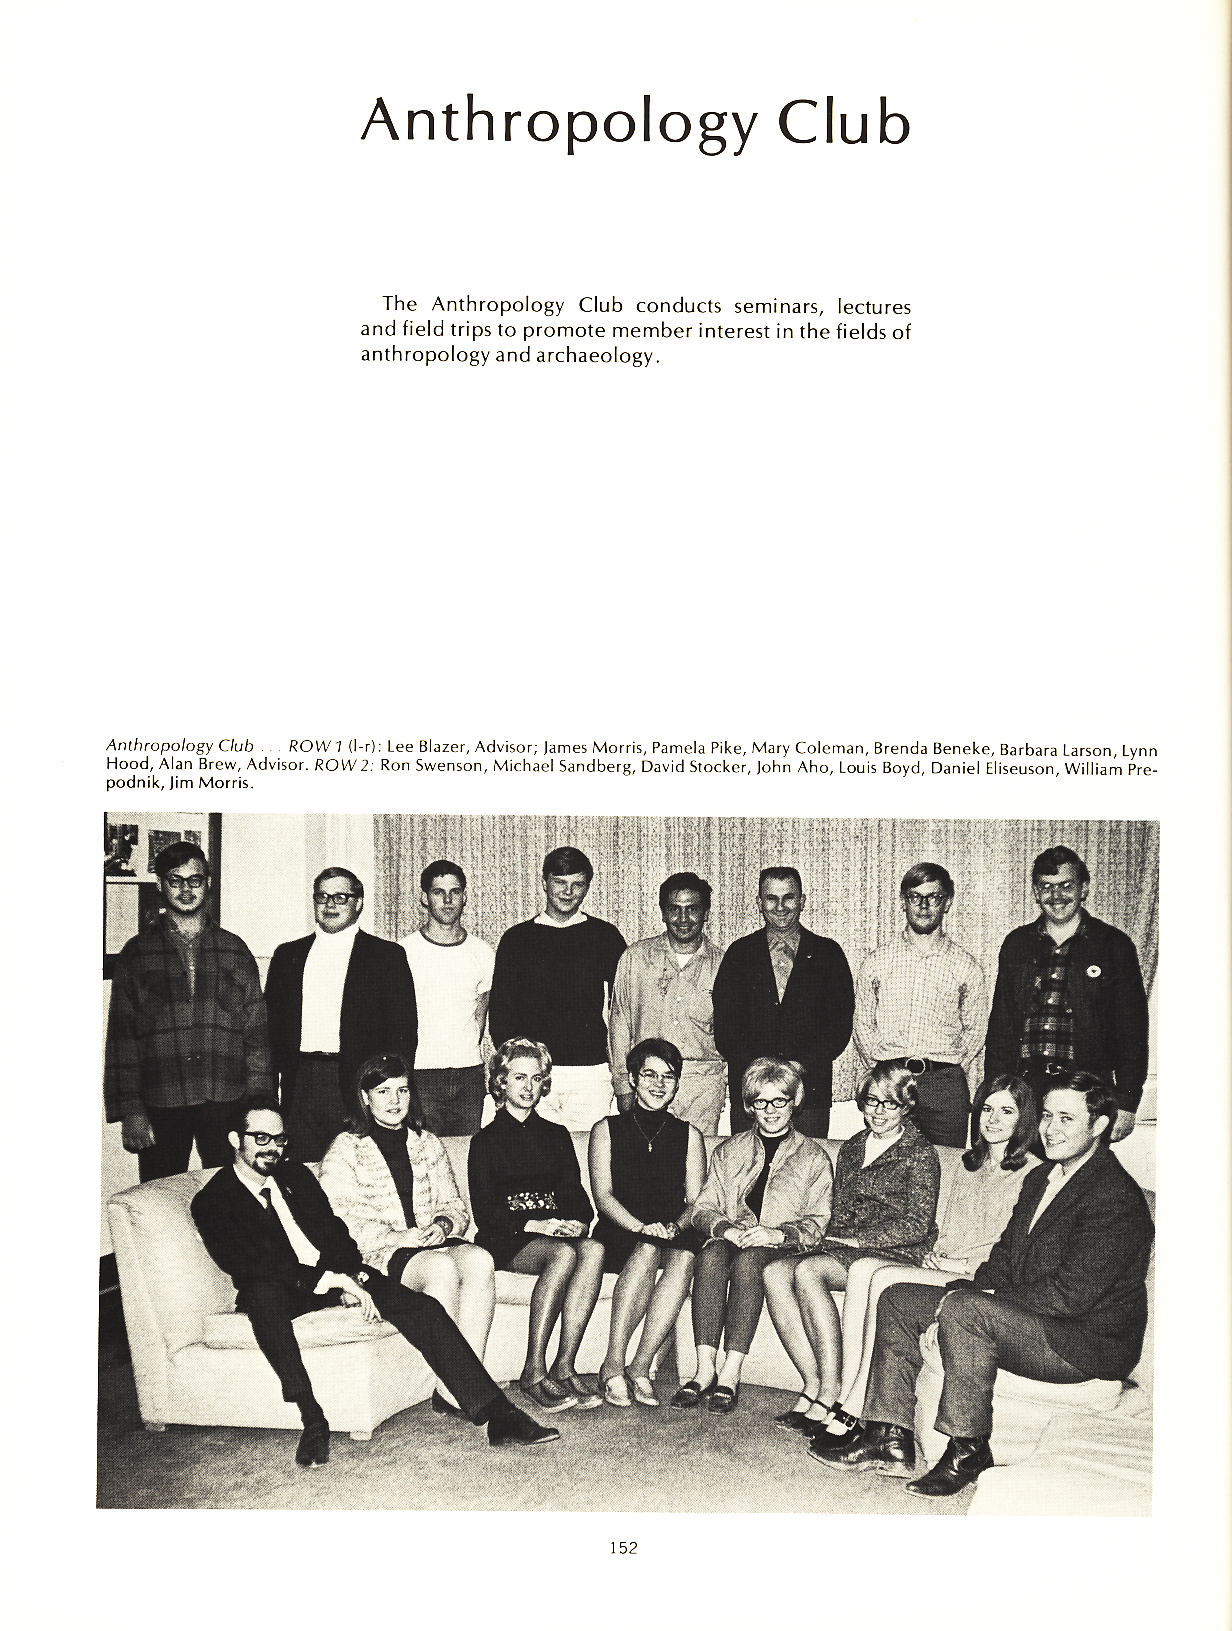 Anthropology Club
The Anthropology Club conducts seminars, lectures
and field trips to promote member interest in the fields of
anthropology and archaeology.
Anthropology Club . . . ROW 1 (l-r): Lee Blazer, Advisor; James Morris, Pamela Pike, Mary Coleman, Brenda Beneke, Barbara Larson, Lynn
Hood, Alan Brew, Advisor. ROW 2: Ron Swenson, Michael Sandberg, David Stocker, John Aho, Louis Boyd, Daniel Eliseuson, William Pre-
podnik, Jim Morris.
152